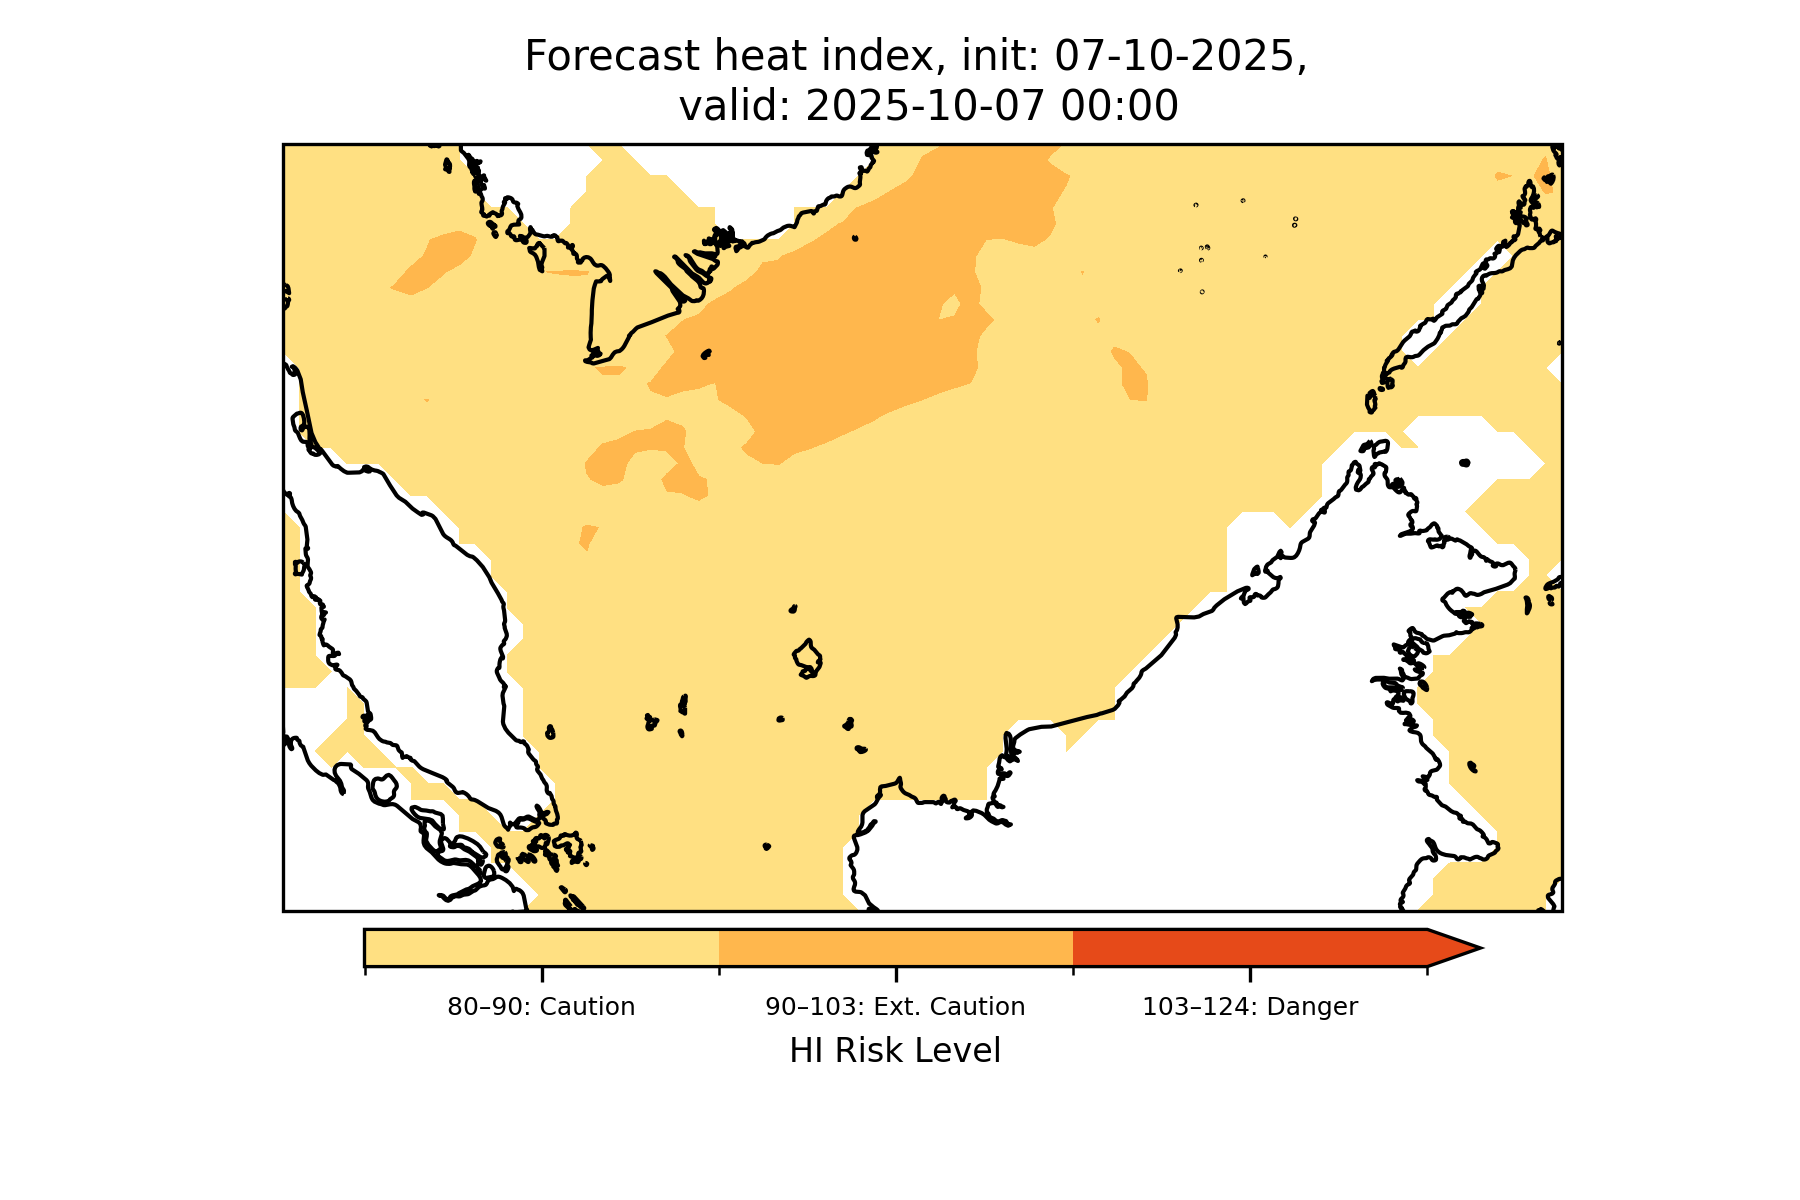 Forecast heat index, init: 07-10-2025,
valid: 2025-10-07 00:00
80–90: Caution
90–103: Ext. Caution
103–124: Danger
HI Risk Level